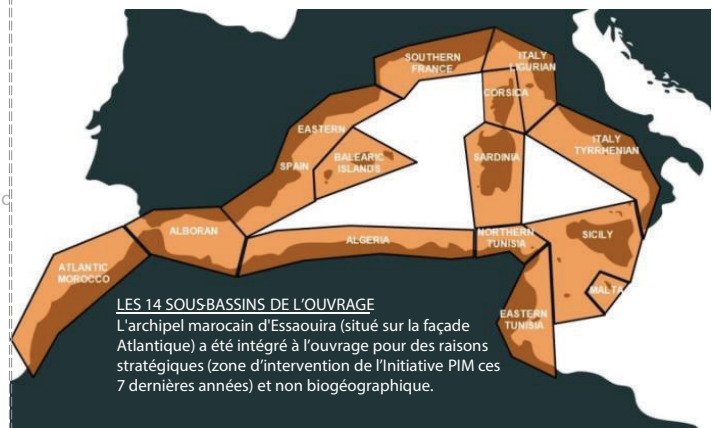 SOUTHERN
FRANCE
ITALY
LIGURIAN
CORSICA
EASTERN
SPAIN
BALEARIC
ISLANDS
SARDINIA
ITALY
TYRRHENIAN
ALBORAN
ALGERIA
NORTHERN
TUNISIA
SICILY
ATLANTIC
MOROCCO
MALTA
EASTERN
TUNISIA
LES 14 SOUS-BASSINS DE L'OUVRAGE
L'archipel marocain d'Essaouira (situé sur la façade
Atlantique) a été intégré à l'ouvrage pour des raisons
stratégiques (zone d'intervention de l'Initiative PIM ces
7 dernières années) et non biogéographique.